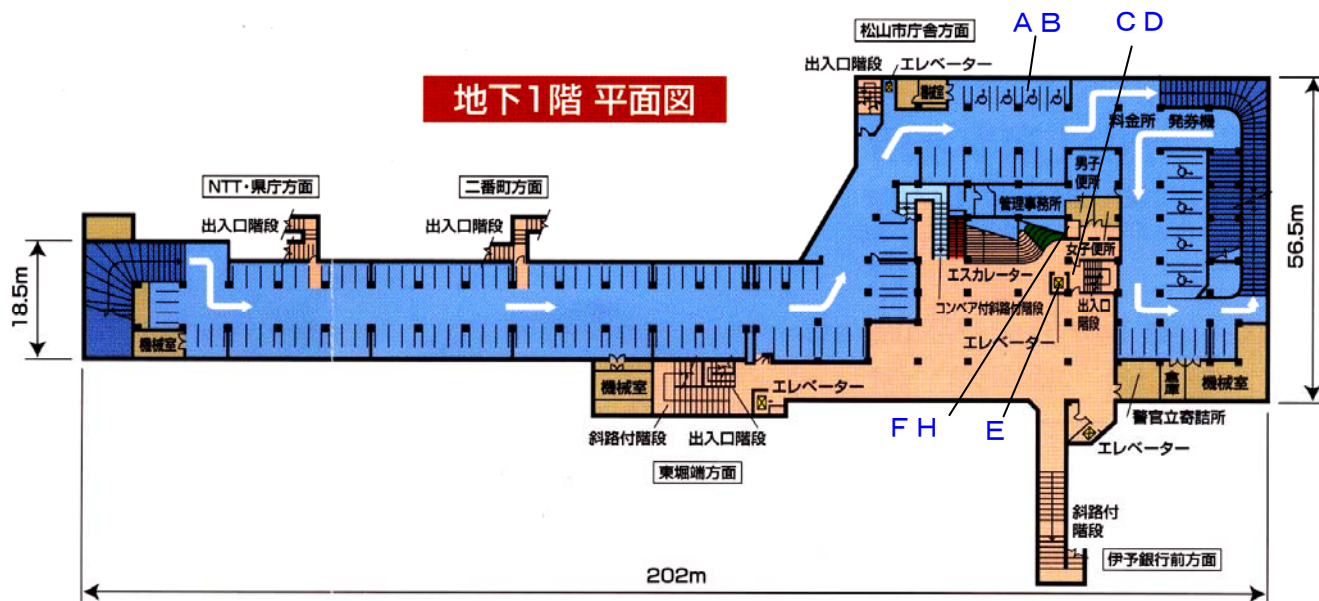 A B
C D
松山市庁舎方面
出入口階段
エレベーター
地下1階 平面図
機械室
料金所
発券機
男子
便所
NTT・県庁方面
二番町方面
出入口階段
出入口階段
管理事務所
女子便所
エスカレーター
コンベア付斜路付階段
出入口
階段
エレベーター
18.5m
56.5m
機械室
機械室
エレベーター
倉庫
機械室
警官立寄詰所
F H
E
斜路付階段
出入口階段
エレベーター
東堀端方面
斜路付
階段
伊予銀行前方面
202m